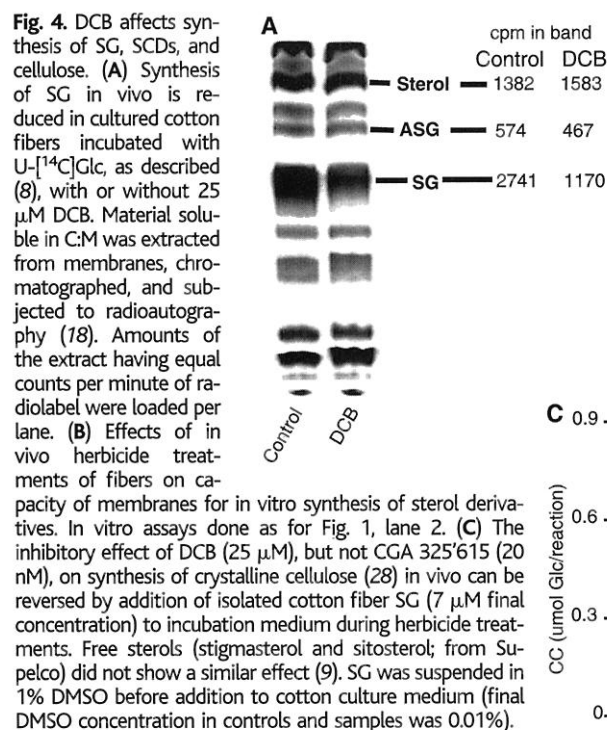 Fig. 4. DCB affects syn-
thesis of SG, SCDs, and
cellulose. (A) Synthesis
of SG in vivo is re-
duced in cultured cotton
fibers incubated with
U-[¹⁴C]Glc, as described
(8), with or without 25
μM DCB. Material solu-
ble in C:M was extracted
from membranes, chro-
matographed, and sub-
jected to radioautogra-
phy (18). Amounts of
the extract having equal
counts per minute of ra-
diolabel were loaded per
lane. (B) Effects of in
vivo herbicide treat-
ments of fibers on ca-
pacity of membranes for in vitro synthesis of sterol deriva-
tives. In vitro assays done as for Fig. 1, lane 2. (C) The
inhibitory effect of DCB (25 μM), but not CGA 325'615 (20
nM), on synthesis of crystalline cellulose (28) in vivo can be
reversed by addition of isolated cotton fiber SG (7 μM final
concentration) to incubation medium during herbicide treat-
ments. Free sterols (stigmasterol and sitosterol; from Su-
pelco) did not show a similar effect (9). SG was suspended in
1% DMSO before addition to cotton culture medium (final
DMSO concentration in controls and samples was 0.01%).
A
cpm in band
Control DCB
Sterol 1382 1583
ASG 574 467
SG 2741 1170
Control DCB
C 0.9
0.6
0.3
0.
CC (umol Glc/reaction)